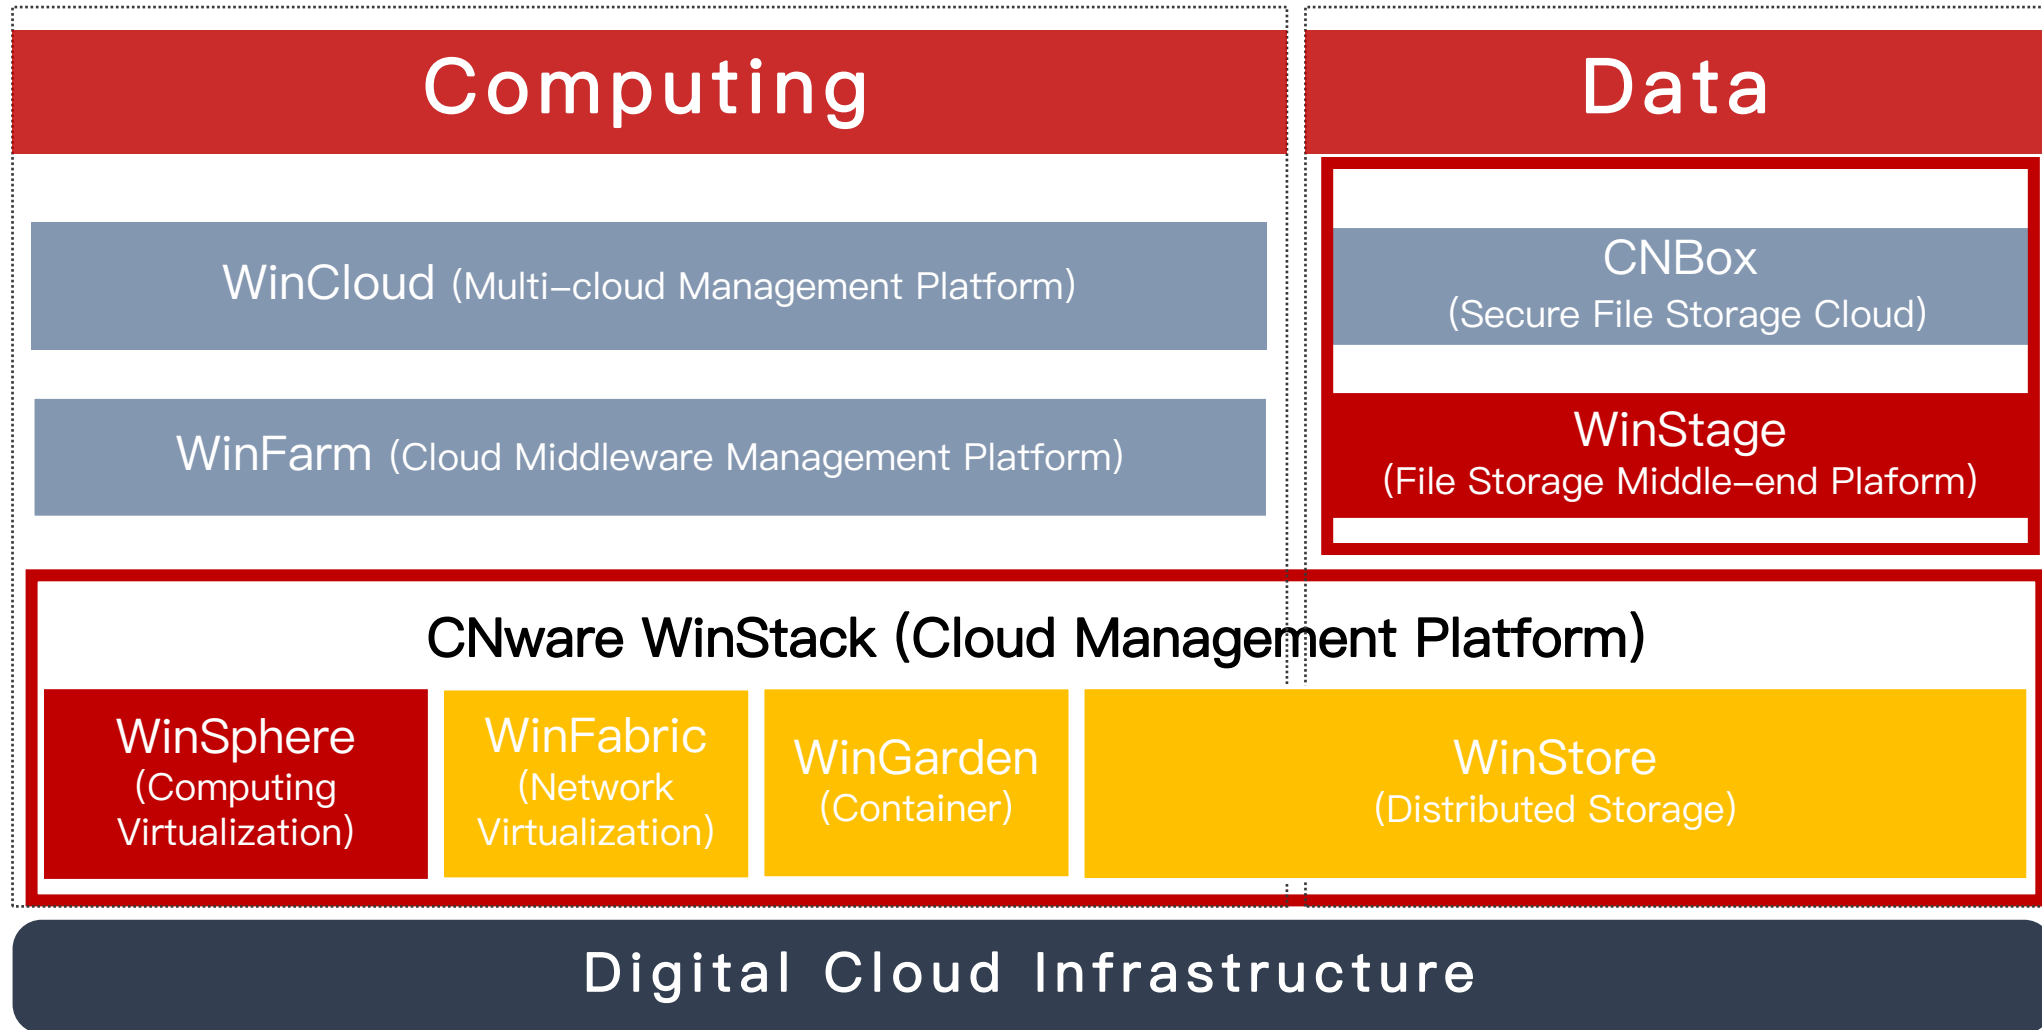 Computing
Data
WinCloud (Multi-cloud Management Platform)
CNBox
(Secure File Storage Cloud)
WinFarm (Cloud Middleware Management Platform)
WinStage
(File Storage Middle-end Plaform)
CNware WinStack (Cloud Management Platform)
WinSphere
(Computing
Virtualization)
WinFabric
(Network
Virtualization)
WinGarden
(Container)
WinStore
(Distributed Storage)
Digital Cloud Infrastructure